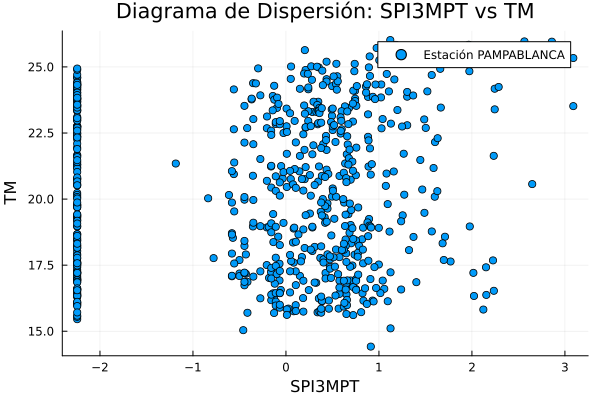 Diagrama de Dispersión: SPI3MPT vs TM
Estación PAMPABLANCA
25.0
22.5
20.0
17.5
15.0
TM
−2
−1
0
1
2
3
SPI3MPT